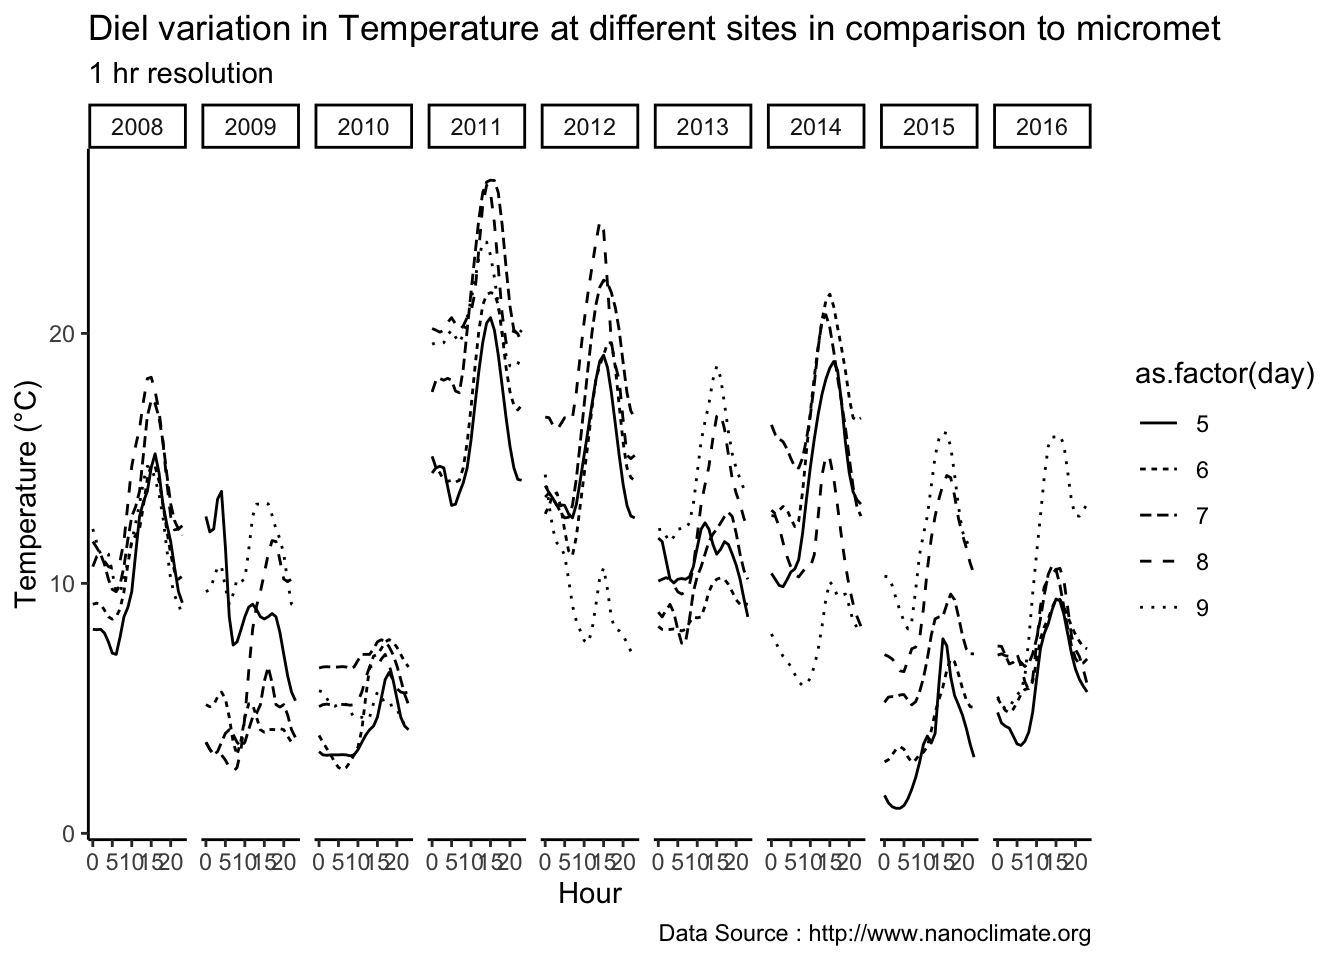 Diel variation in Temperature at different sites in comparison to micromet
1 hr resolution
2008 2009 2010 2011 2012 2013 2014 2015 2016
20
10
0
Temperature (°C)
0 5 10 15 20 0 5 10 15 20 0 5 10 15 20 0 5 10 15 20 0 5 10 15 20 0 5 10 15 20 0 5 10 15 20 0 5 10 15 20 0 5 10 15 20
Hour
as.factor(day)
5
6
7
8
9
Data Source : http://www.nanoclimate.org